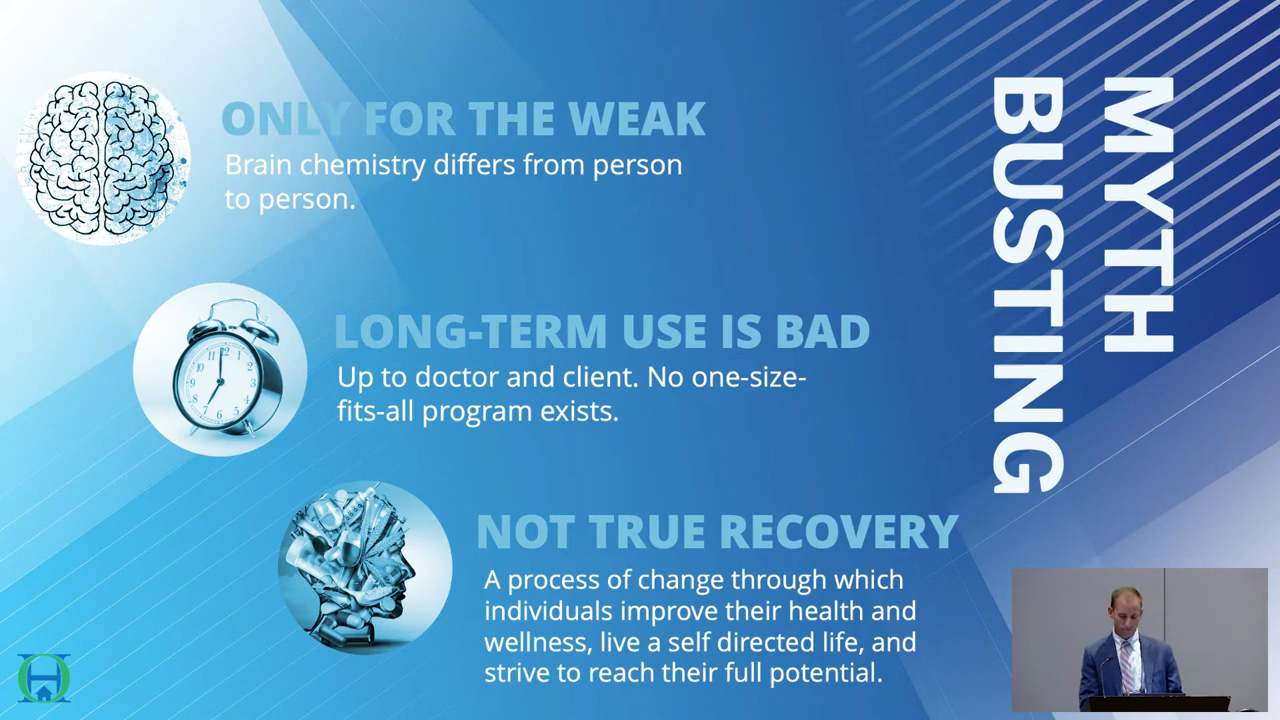 MYTH
BUSTING
ONLY FOR THE WEAK
Brain chemistry differs from person
to person.
LONG-TERM USE IS BAD
Up to doctor and client. No one-size-
fits-all program exists.
NOT TRUE RECOVERY
A process of change through which
individuals improve their health and
wellness, live a self directed life, and
strive to reach their full potential.